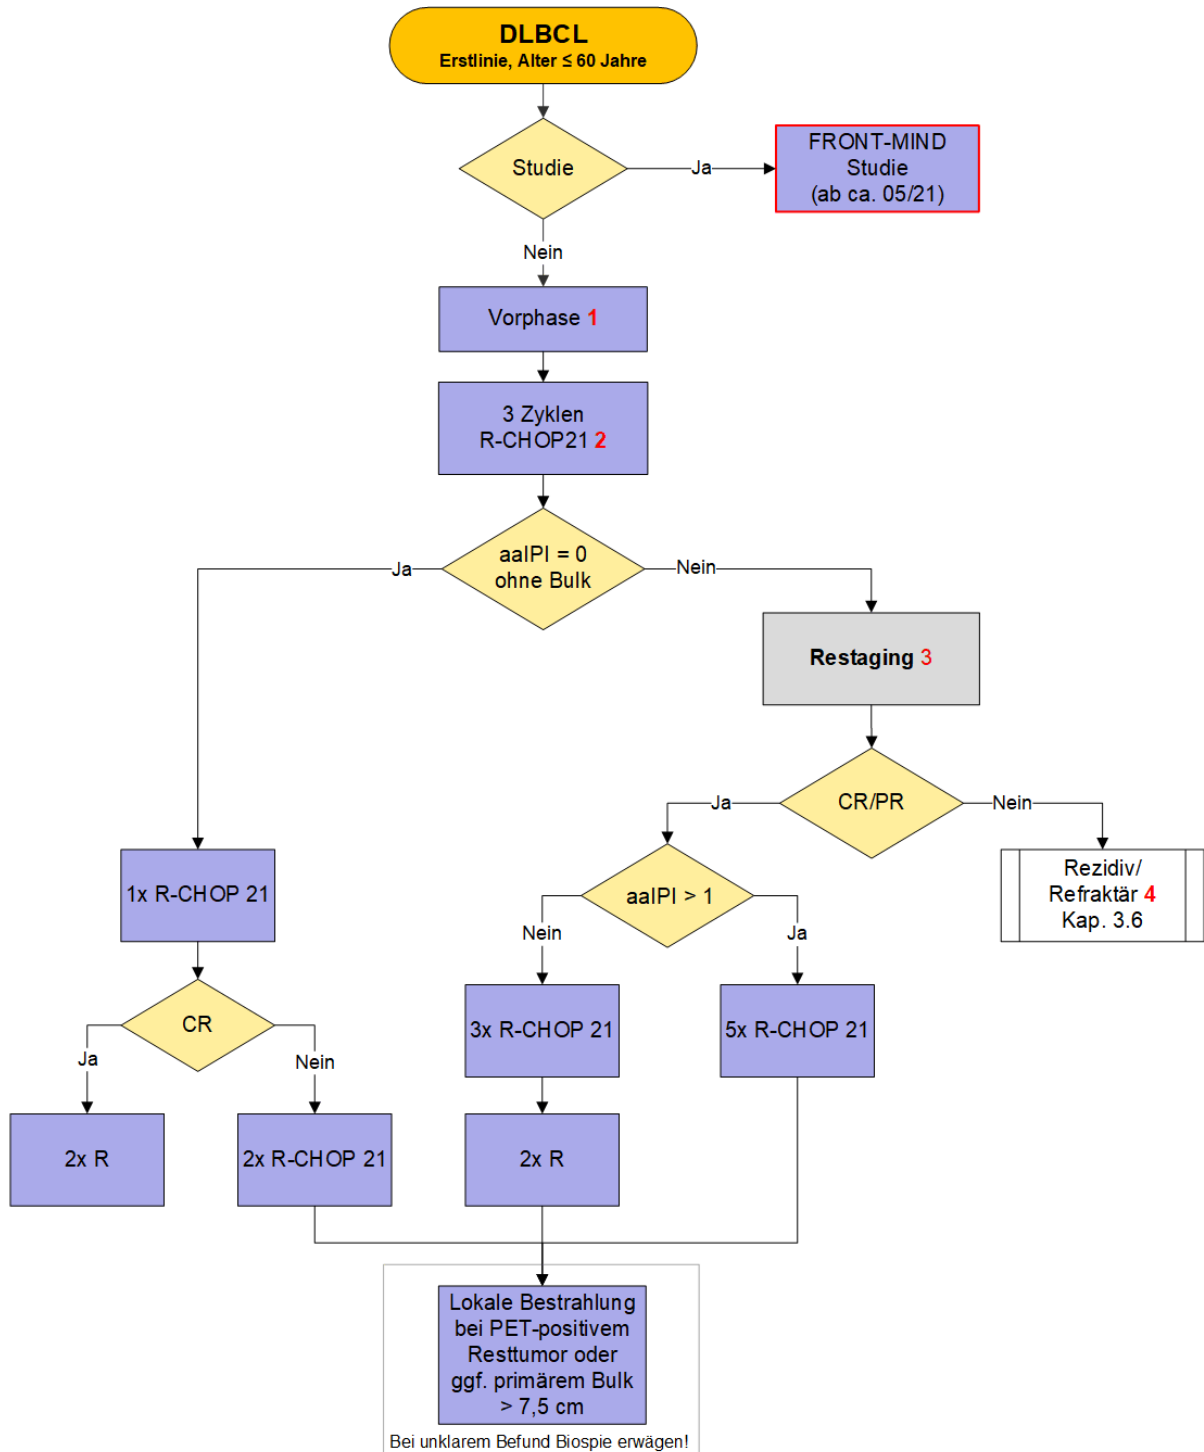 DLBCL
Erstlinie, Alter ≤ 60 Jahre
Studie
Ja
FRONT-MIND
Studie
(ab ca. 05/21)
Nein
Vorphase 1
3 Zyklen
R-CHOP21 2
aaIPI = 0
ohne Bulk
Ja
Nein
Restaging 3
CR/PR
Ja
Nein
Rezidiv/
Refraktär 4
Kap. 3.6
1x R-CHOP 21
aaIPI > 1
Nein
Ja
CR
Ja
Nein
3x R-CHOP 21
5x R-CHOP 21
2x R
2x R-CHOP 21
2x R
Lokale Bestrahlung
bei PET-positivem
Resttumor oder
ggf. primärem Bulk
> 7,5 cm
Bei unklarem Befund Biospie erwägen!